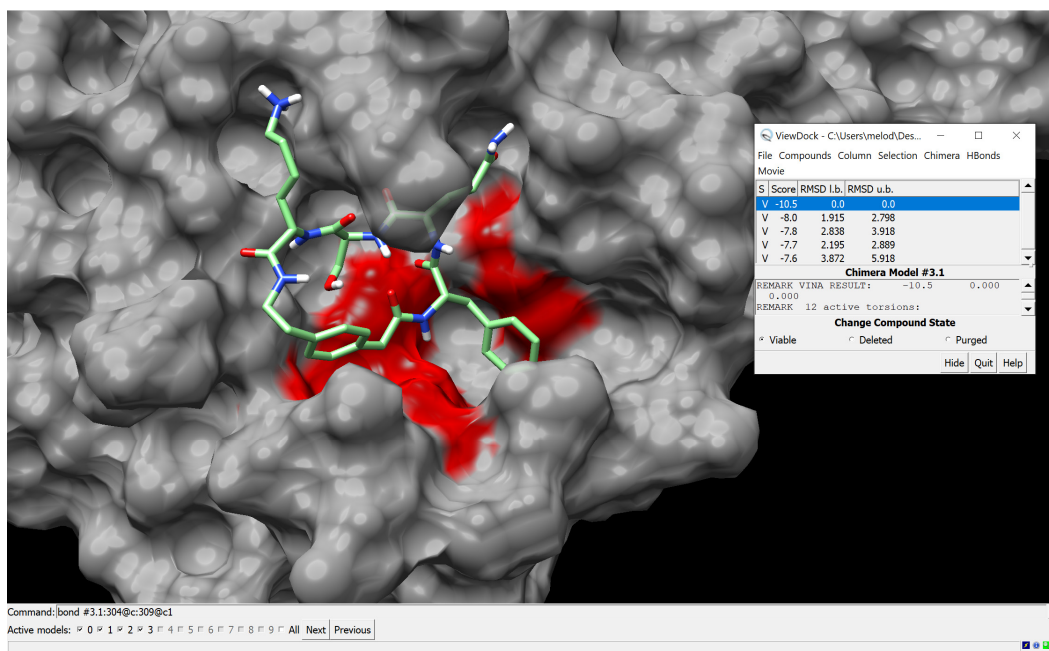 ViewDock - C:\Users\melod\Des...
File Compounds Column Selection Chimera HBonds
Movie
S Score RMSD l.b. RMSD u.b.
V -10.5 0.0 0.0
V -8.0 1.915 2.798
V -7.8 2.838 3.918
V -7.7 2.195 2.889
V -7.6 3.872 5.918
Chimera Model #3.1
REMARK VINA RESULT: -10.5 0.000
0.000
REMARK 12 active torsions:
Change Compound State
Viable Deleted Purged
Hide Quit Help
Command: bond #3.1:304@c:309@c1
Active models: 0 1 2 3 4 5 6 7 8 9 All Next Previous